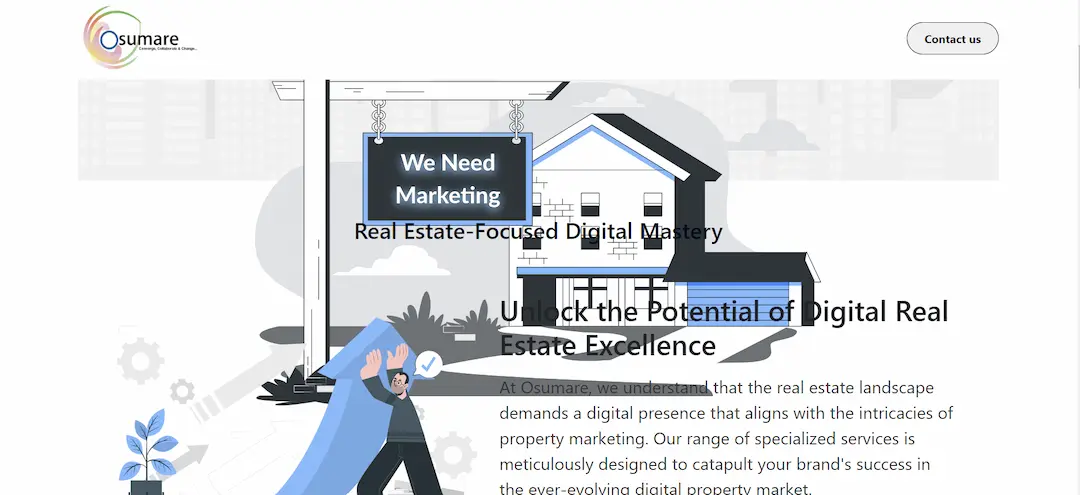 Osumare
Converge, Collaborate & Change...
Contact us
We Need
Marketing
Real Estate-Focused Digital Mastery
Unlock the Potential of Digital Real
Estate Excellence
At Osumare, we understand that the real estate landscape
demands a digital presence that aligns with the intricacies of
property marketing. Our range of specialized services is
meticulously designed to catapult your brand's success in
the ever-evolving digital property market.